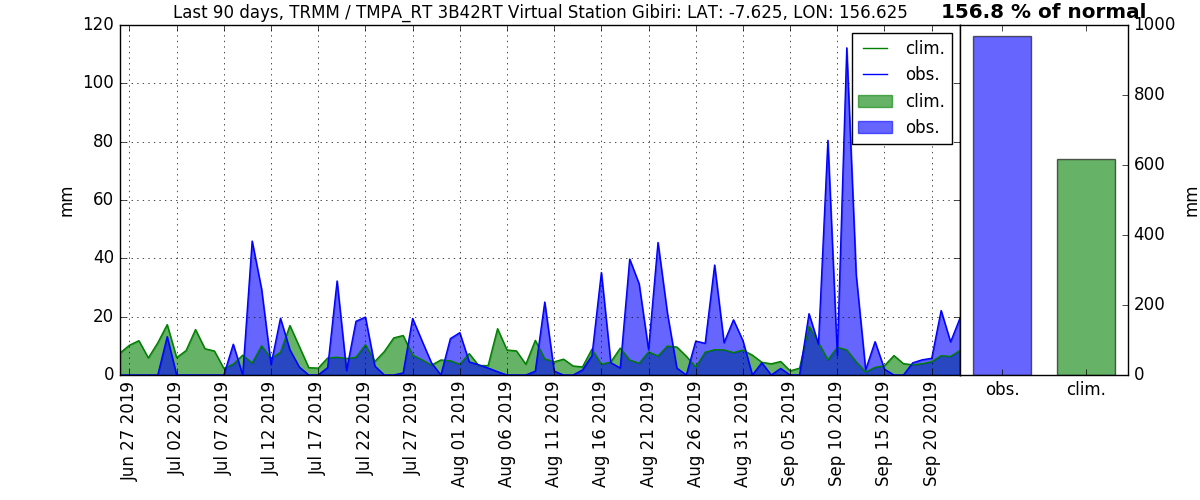 Last 90 days, TRMM / TMPA_RT 3B42RT Virtual Station Gibiri: LAT: -7.625, LON: 156.625
156.8 % of normal
120
100
80
60
40
20
0
mm
clim.
obs.
clim.
obs.
1000
800
600
400
200
0
mm
Jun 27 2019
Jul 02 2019
Jul 07 2019
Jul 12 2019
Jul 17 2019
Jul 22 2019
Jul 27 2019
Aug 01 2019
Aug 06 2019
Aug 11 2019
Aug 16 2019
Aug 21 2019
Aug 26 2019
Aug 31 2019
Sep 05 2019
Sep 10 2019
Sep 15 2019
Sep 20 2019
obs.
clim.